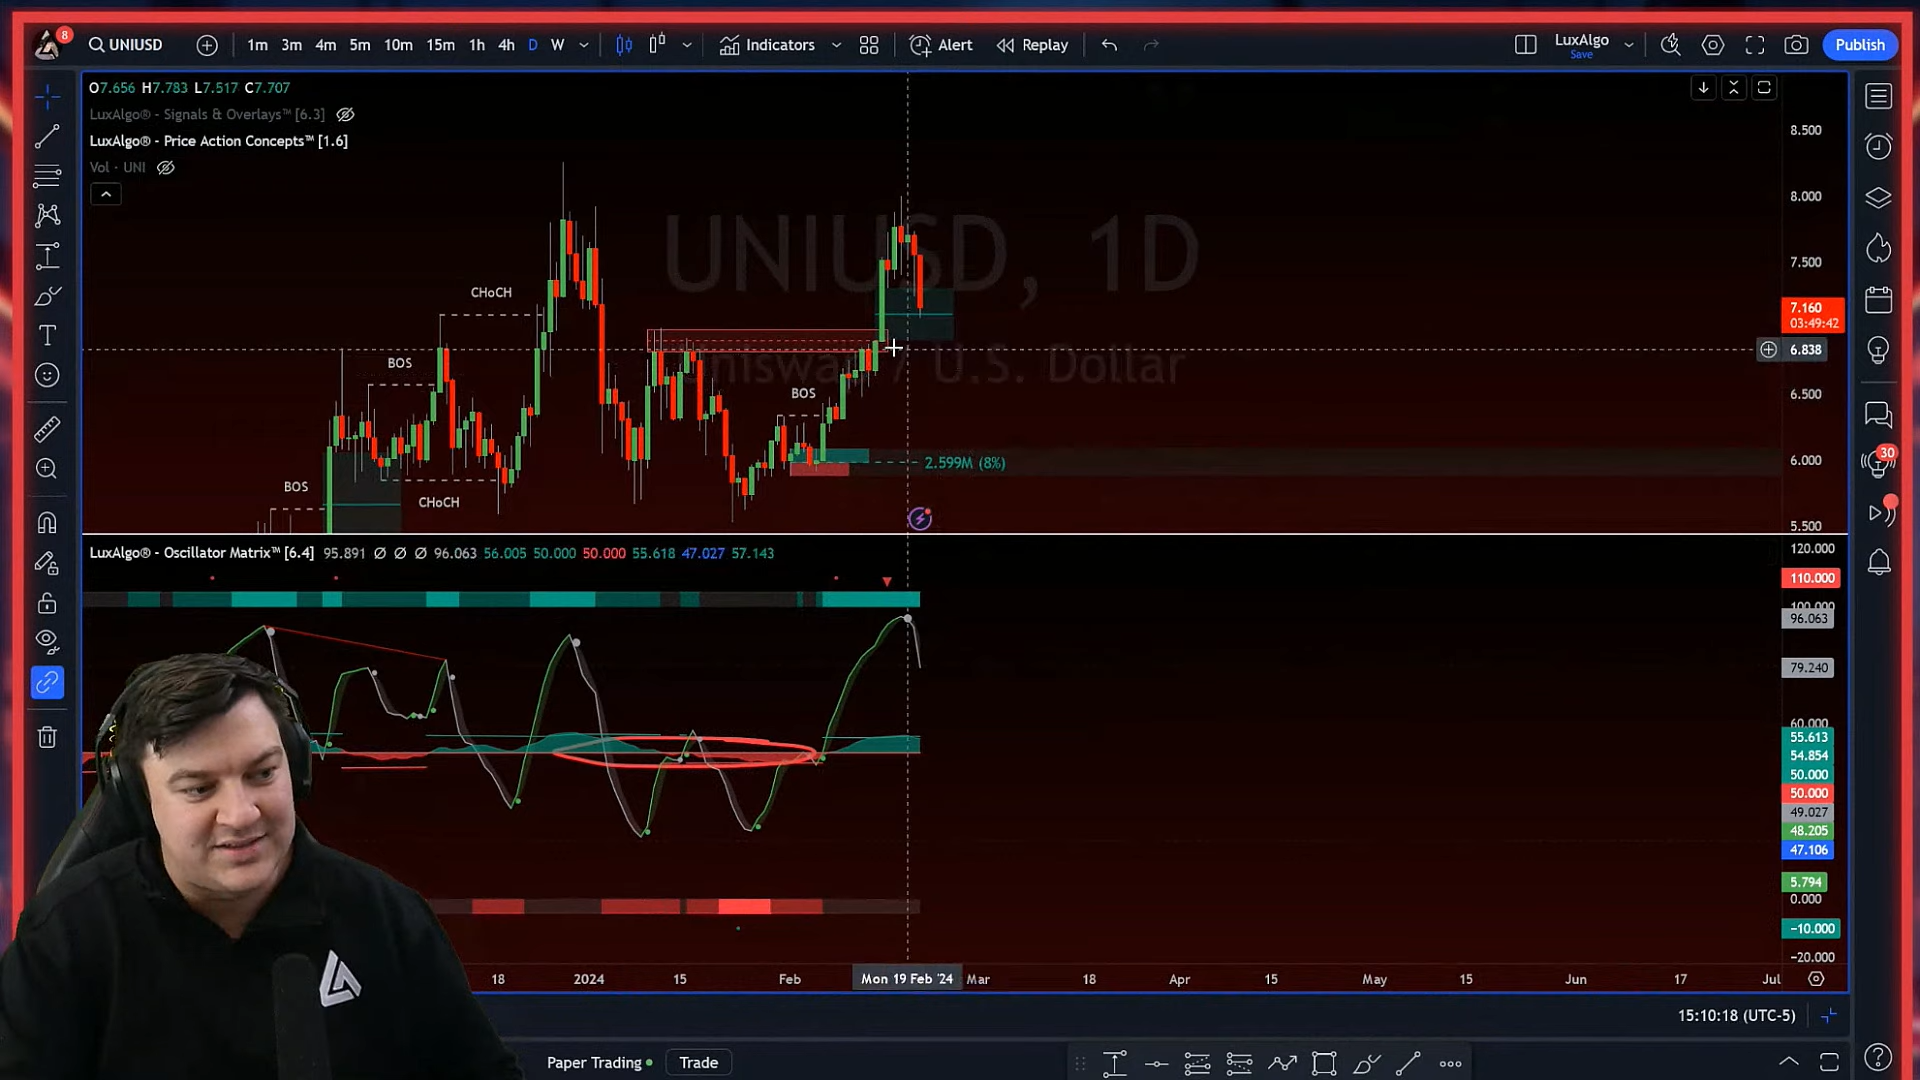 8
UNIUSD
1m 3m 4m 5m 10m 15m 1h 4h D W
Indicators
Alert
Replay
LuxAlgo
Save
Publish
O7.656 H7.783 L7.517 C7.707
LuxAlgo® - Signals & Overlays™ [6.3]
LuxAlgo® - Price Action Concepts™ [1.6]
Vol · UNI
UNIUSD, 1D
Uniswap / U.S. Dollar
CHoCH
BOS
BOS
BOS
CHoCH
2.599M (8%)
8.500
8.000
7.500
7.160
03:49:42
6.838
6.500
6.000
5.500
30
LuxAlgo® - Oscillator Matrix™ [6.4] 95.891 Ø Ø Ø 96.063 56.005 50.000 50.000 55.618 47.027 57.143
120.000
110.000
100.000
96.063
79.240
60.000
55.613
54.854
50.000
50.000
49.027
48.205
47.106
5.794
0.000
-10.000
-20.000
18 2024 15 Feb Mon 19 Feb '24 Mar 18 Apr 15 May 15 Jun 17 Jul
15:10:18 (UTC-5)
Paper Trading
Trade